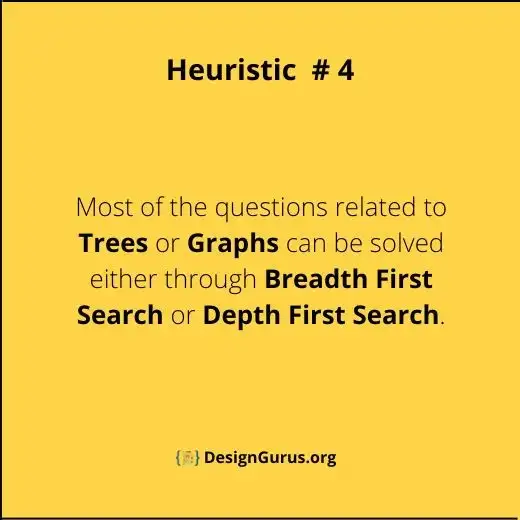 Heuristic # 4
Most of the questions related to
Trees or Graphs can be solved
either through Breadth First
Search or Depth First Search.
DesignGurus.org